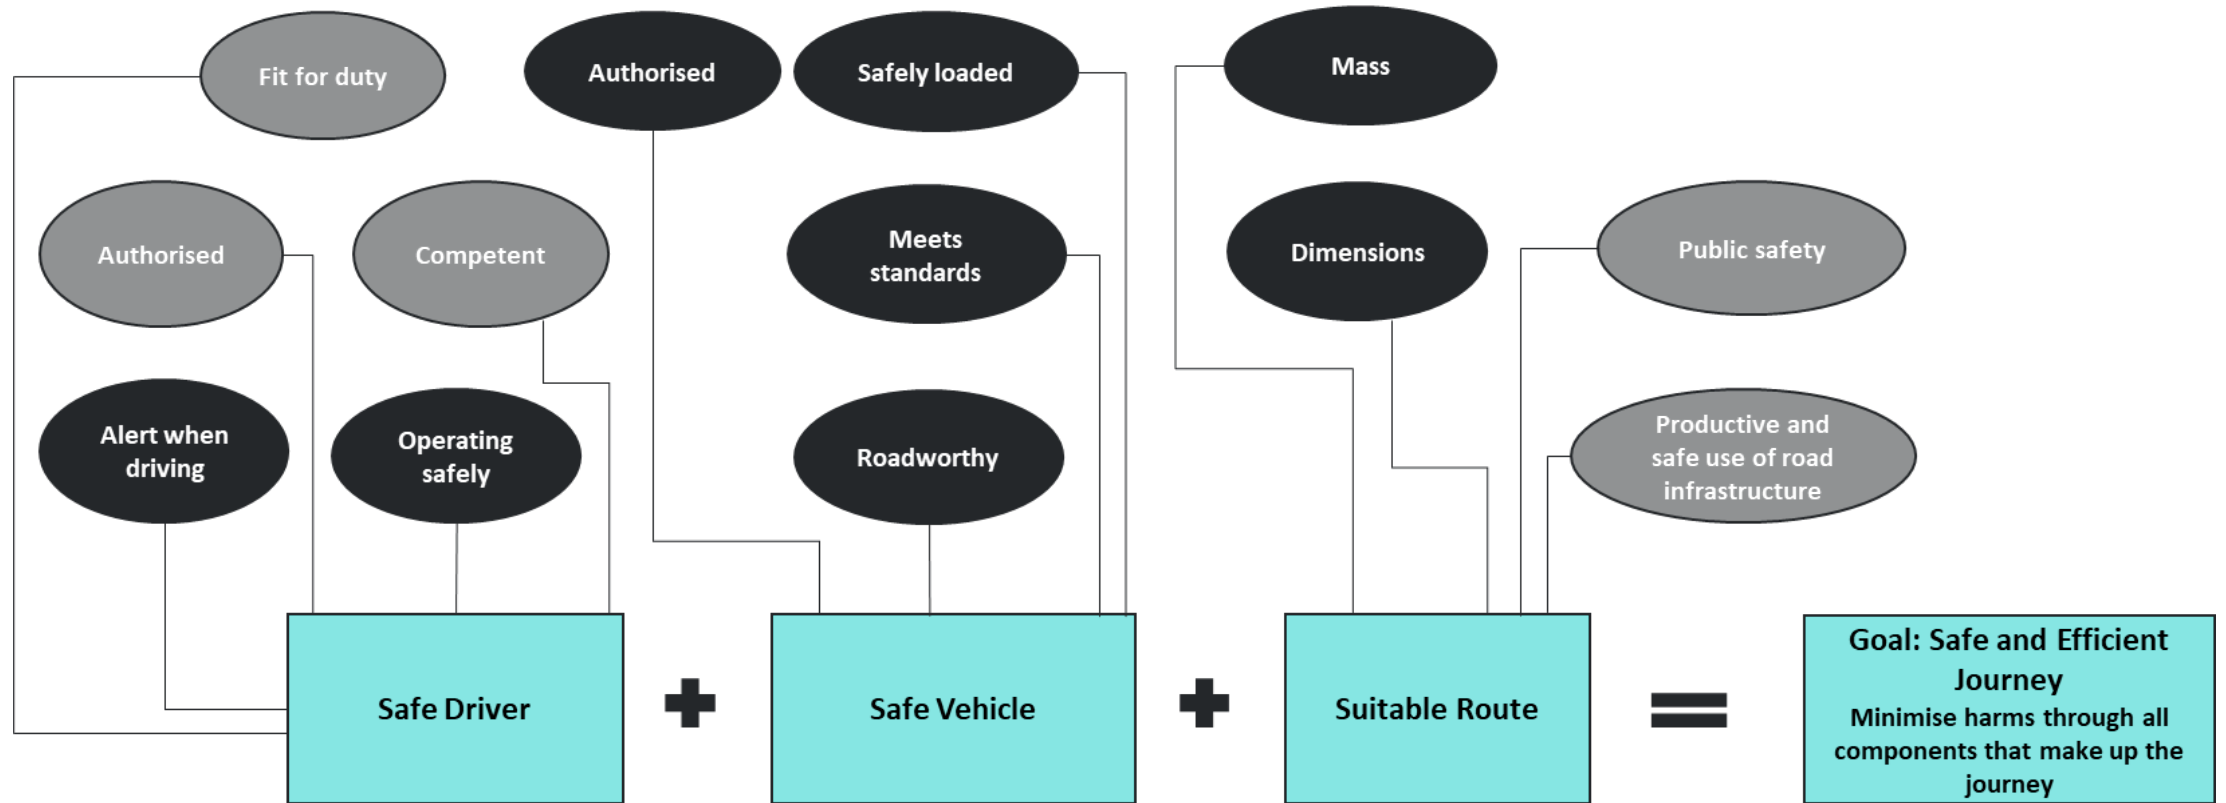 Fit for duty
Authorised
Safely loaded
Mass
Authorised
Competent
Meets
standards
Dimensions
Public safety
Alert when
driving
Operating
safely
Roadworthy
Productive and
safe use of road
infrastructure
Safe Driver
Safe Vehicle
Suitable Route
Goal: Safe and Efficient
Journey
Minimise harms through all
components that make up the
journey